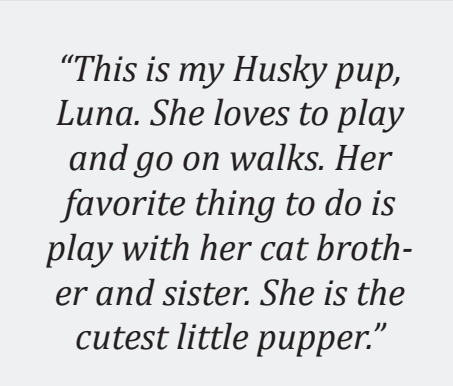 “This is my Husky pup,
Luna. She loves to play
and go on walks. Her
favorite thing to do is
play with her cat broth-
er and sister. She is the
cutest little pupper.”